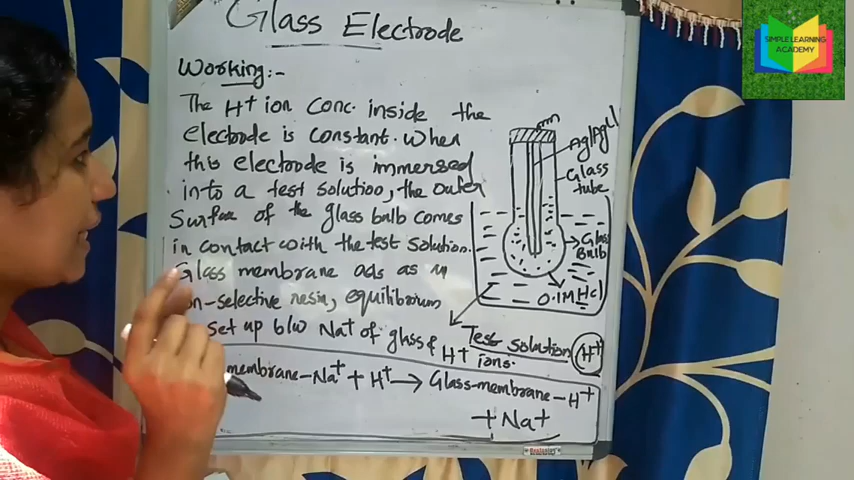 Glass Electrode
SIMPLE LEARNING
ACADEMY
Working:-
The H+ ion conc. inside the
electrode is constant. When
this electrode is immersed
into a test solution, the outer
Surface of the glass bulb comes
in contact with the test solution.
Glass membrane acts as
-selective resin, equilibrium
set up b/w Na+ of glass &
H+ ions.
membrane-Na+ + H+ → Glass-membrane-H+
+ Na+
Ag|AgCl
Glass
tube
Glass
Bulb
0.1M HCl
Test solution
H+